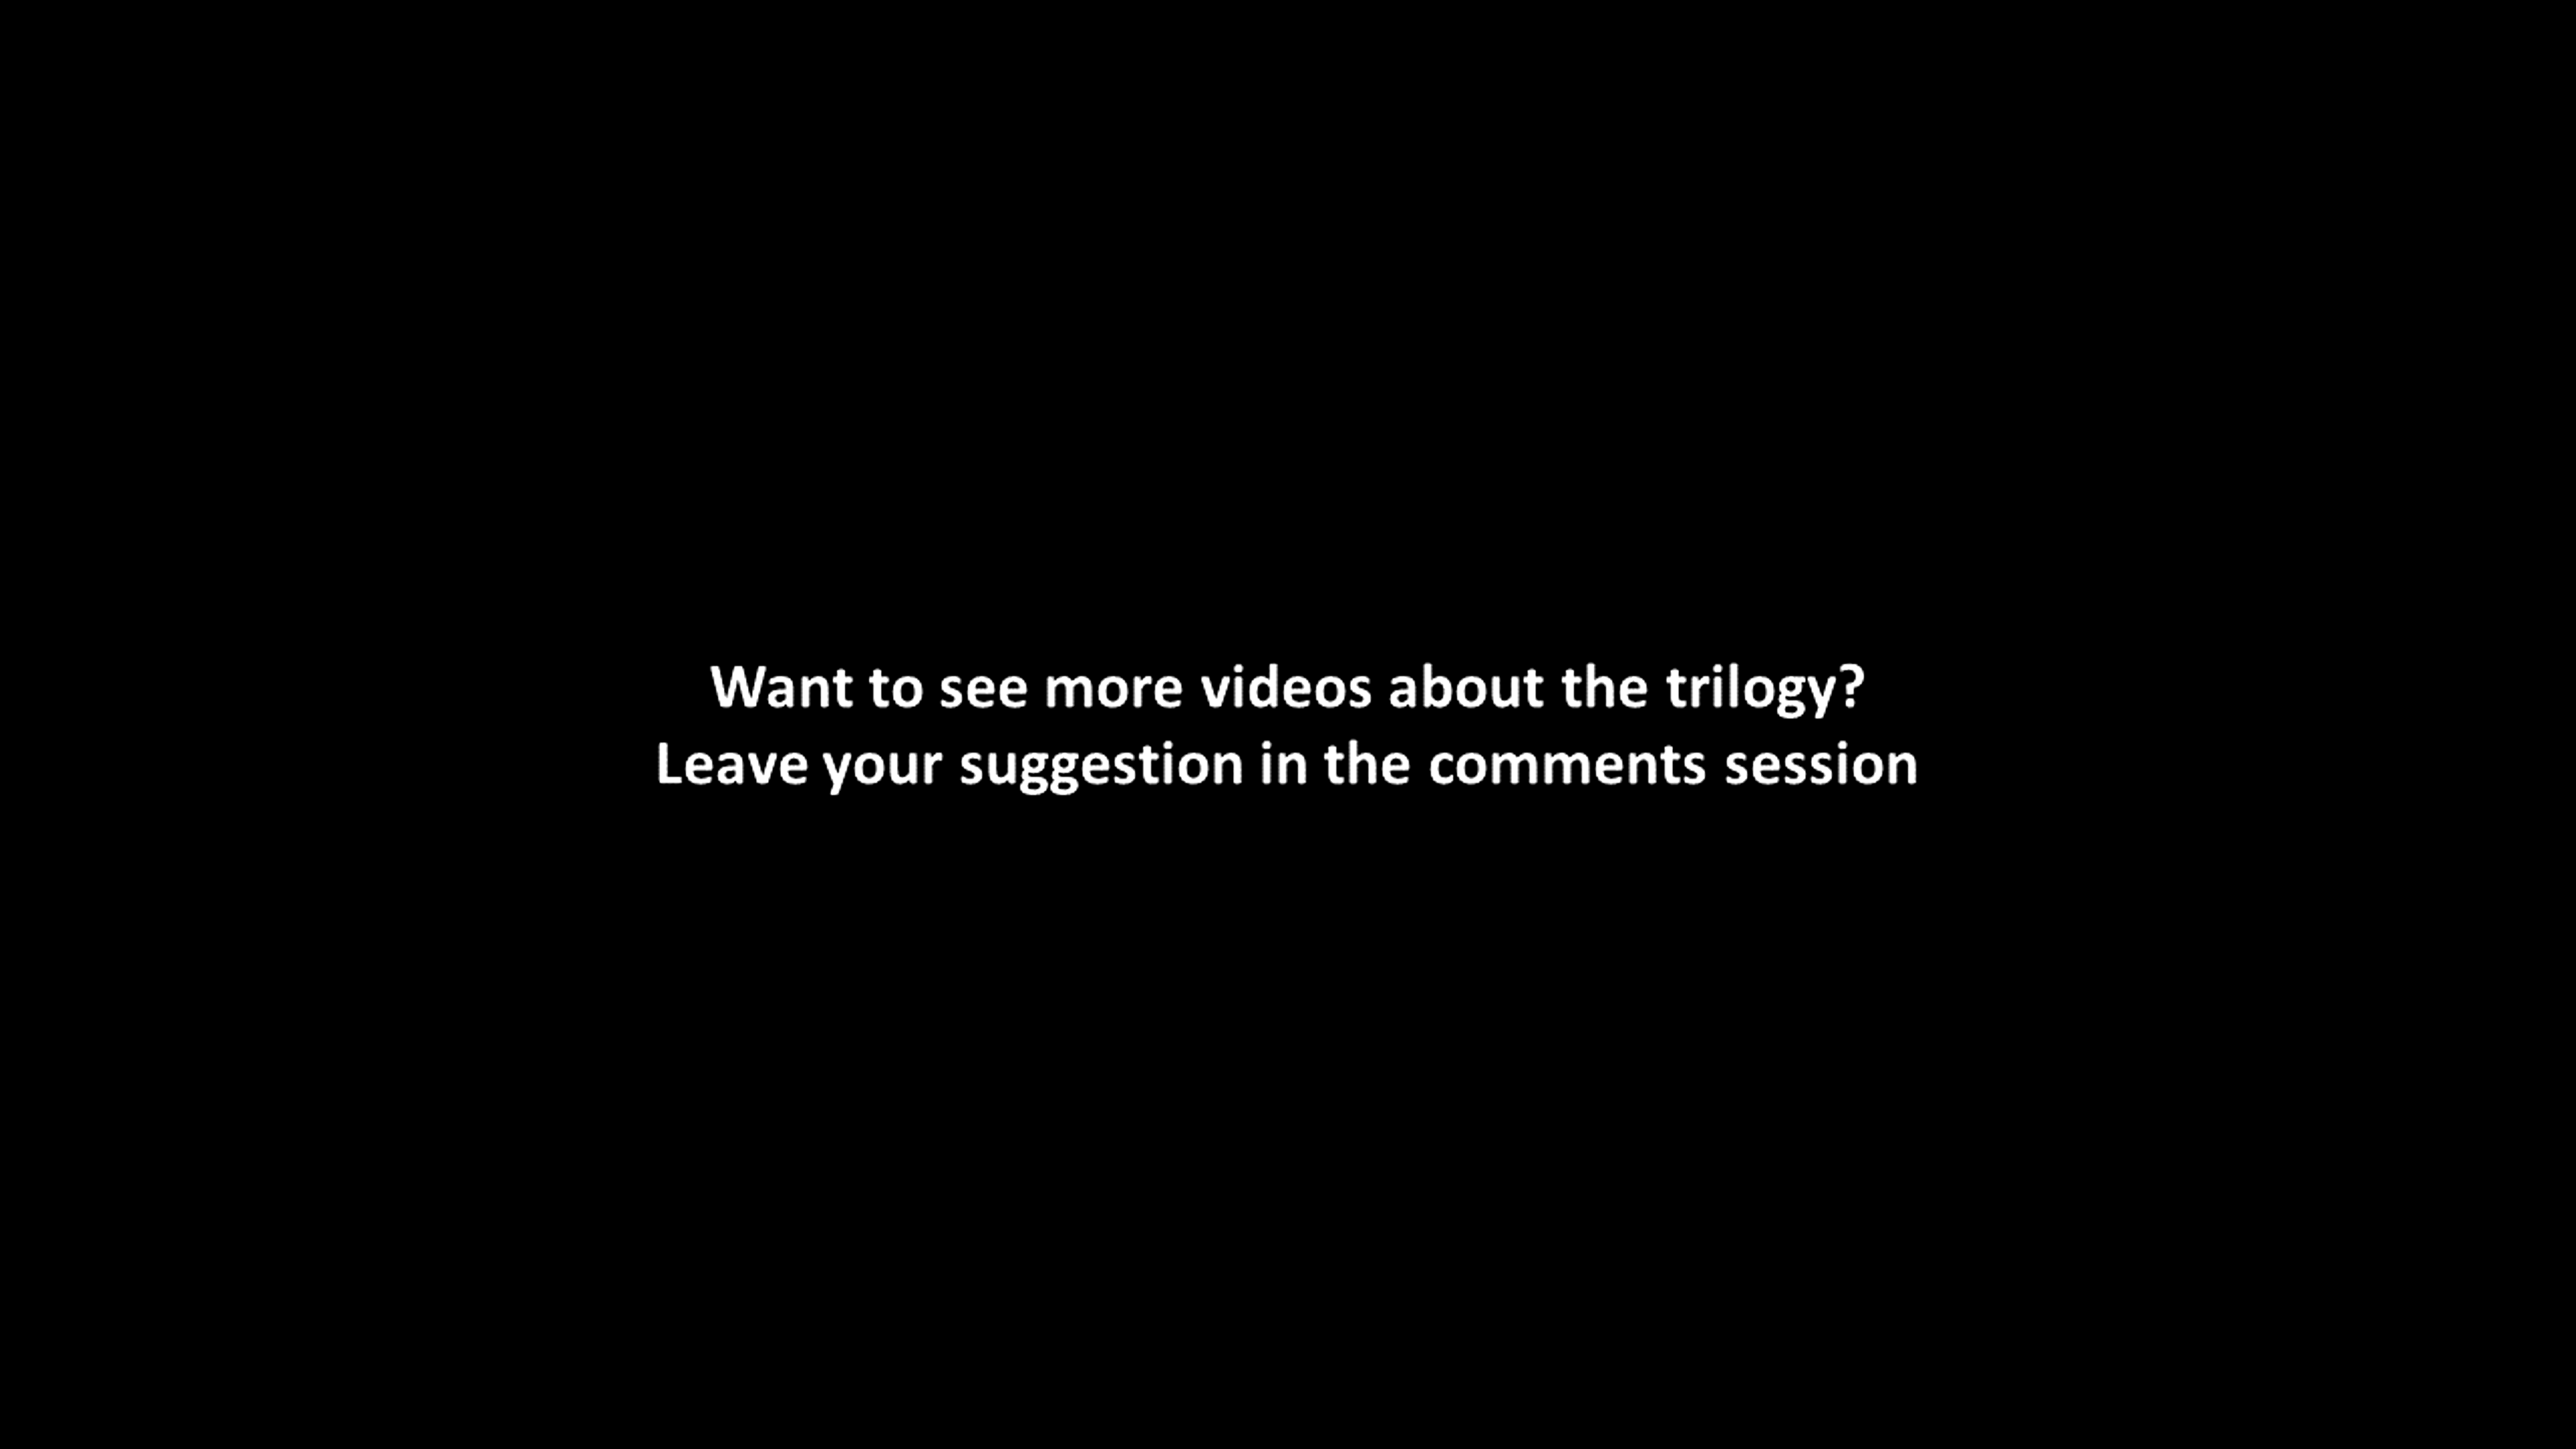 Want to see more videos about the trilogy?
Leave your suggestion in the comments session